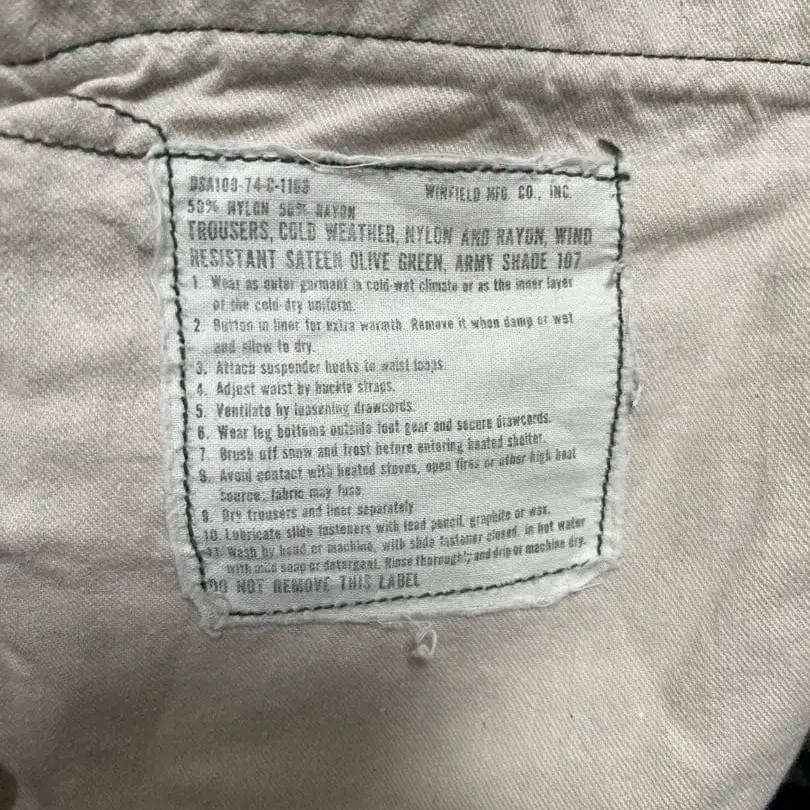 DSA100-74-C-1163 WINFIELD MFG. CO., INC.
50% NYLON 50% RAYON
TROUSERS, COLD WEATHER, NYLON AND RAYON, WIND
RESISTANT SATEEN OLIVE GREEN, ARMY SHADE 107
1. Wear as outer garment in cold-wet climate or as the inner layer
of the cold-dry uniform.
2. Button in liner for extra warmth. Remove it when damp or wet
and allow to dry.
3. Attach suspender hooks to waist loops.
4. Adjust waist by buckle straps.
5. Ventilate by loosening drawcords.
6. Wear leg bottoms outside foot gear and secure drawcords.
7. Brush off snow and frost before entering heated shelter.
8. Avoid contact with heated stoves, open fires or other high heat
Source; fabric may fuse.
9. Dry trousers and liner separately
10. Lubricate slide fasteners with lead pencil, graphite or wax.
11. Wash by hand or machine, with slide fastener closed, in hot water
with mild soap or detergent. Rinse thoroughly; and drip or machine dry.
DO NOT REMOVE THIS LABEL